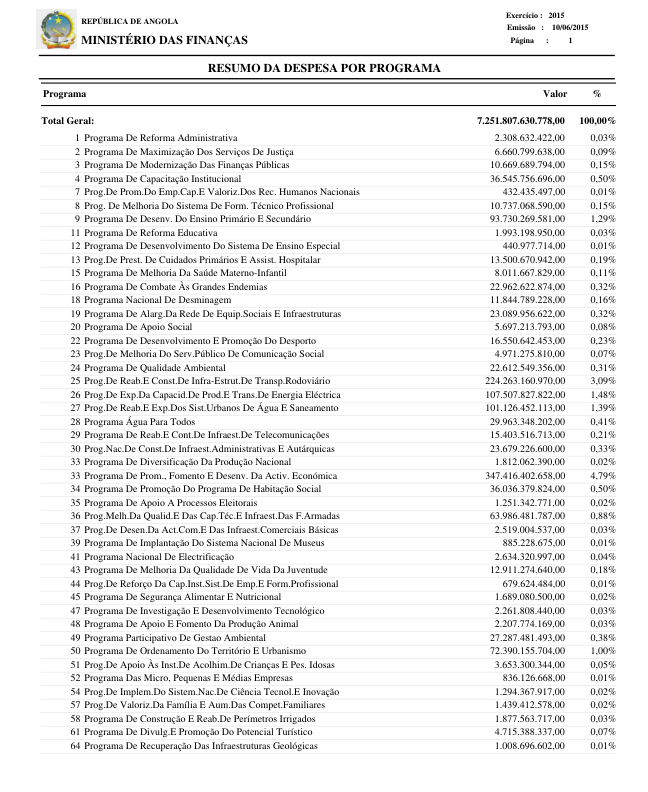 REPÚBLICA DE ANGOLA
MINISTÉRIO DAS FINANÇAS
Exercício : 2015
Emissão : 10/06/2015
Página : 1
RESUMO DA DESPESA POR PROGRAMA
Programa Valor %
Total Geral: 7.251.807.630.778,00 100,00%
1 Programa De Reforma Administrativa 2.308.632.422,00 0,03%
2 Programa De Maximização Dos Serviços De Justiça 6.660.799.638,00 0,09%
3 Programa De Modernização Das Finanças Públicas 10.669.689.794,00 0,15%
4 Programa De Capacitação Institucional 36.545.756.696,00 0,50%
7 Prog.De Prom.Do Emp.Cap.E Valoriz.Dos Rec. Humanos Nacionais 432.435.497,00 0,01%
8 Prog. De Melhoria Do Sistema De Form. Técnico Profissional 10.737.068.590,00 0,15%
9 Programa De Desenv. Do Ensino Primário E Secundário 93.730.269.581,00 1,29%
11 Programa De Reforma Educativa 1.993.198.950,00 0,03%
12 Programa De Desenvolvimento Do Sistema De Ensino Especial 440.977.714,00 0,01%
13 Prog.De Prest. De Cuidados Primários E Assist. Hospitalar 13.500.670.942,00 0,19%
15 Programa De Melhoria Da Saúde Materno-Infantil 8.011.667.829,00 0,11%
16 Programa De Combate Às Grandes Endemias 22.962.622.874,00 0,32%
18 Programa Nacional De Desminagem 11.844.789.228,00 0,16%
19 Programa De Alarg.Da Rede De Equip.Sociais E Infraestruturas 23.089.956.622,00 0,32%
20 Programa De Apoio Social 5.697.213.793,00 0,08%
22 Programa De Desenvolvimento E Promoção Do Desporto 16.550.642.453,00 0,23%
23 Prog.De Melhoria Do Serv.Público De Comunicação Social 4.971.275.810,00 0,07%
24 Programa De Qualidade Ambiental 22.612.549.356,00 0,31%
25 Prog.De Reab.E Const.De Infra-Estrut.De Transp.Rodoviário 224.263.160.970,00 3,09%
26 Prog.De Exp.Da Capacid.De Prod.E Trans.De Energia Eléctrica 107.507.827.822,00 1,48%
27 Prog.De Reab.E Exp.Dos Sist.Urbanos De Água E Saneamento 101.126.452.113,00 1,39%
28 Programa Água Para Todos 29.963.348.202,00 0,41%
29 Programa De Reab.E Cont.De Infraest.De Telecomunicações 15.403.516.713,00 0,21%
30 Prog.Nac.De Const.De Infraest.Administrativas E Autárquicas 23.679.226.600,00 0,33%
33 Programa De Diversificação Da Produção Nacional 1.812.062.390,00 0,02%
33 Programa De Prom., Fomento E Desenv. Da Activ. Económica 347.416.402.658,00 4,79%
34 Programa De Promoção Do Programa De Habitação Social 36.036.379.824,00 0,50%
35 Programa De Apoio A Processos Eleitorais 1.251.342.771,00 0,02%
36 Prog.Melh.Da Qualid.E Das Cap.Téc.E Infraest.Das F.Armadas 63.986.481.787,00 0,88%
37 Prog.De Desen.Da Act.Com.E Das Infraest.Comerciais Básicas 2.519.004.537,00 0,03%
39 Programa De Implantação Do Sistema Nacional De Museus 885.228.675,00 0,01%
41 Programa Nacional De Electrificação 2.634.320.997,00 0,04%
43 Programa De Melhoria Da Qualidade De Vida Da Juventude 12.911.274.640,00 0,18%
44 Prog.De Reforço Da Cap.Inst.Sist.De Emp.E Form.Profissional 679.624.484,00 0,01%
45 Programa De Segurança Alimentar E Nutricional 1.689.080.500,00 0,02%
47 Programa De Investigação E Desenvolvimento Tecnológico 2.261.808.440,00 0,03%
48 Programa De Apoio E Fomento Da Produção Animal 2.207.774.169,00 0,03%
49 Programa Participativo De Gestao Ambiental 27.287.481.493,00 0,38%
50 Programa De Ordenamento Do Território E Urbanismo 72.390.155.704,00 1,00%
51 Prog.De Apoio Às Inst.De Acolhim.De Crianças E Pes. Idosas 3.653.300.344,00 0,05%
52 Programa Das Micro, Pequenas E Médias Empresas 836.126.668,00 0,01%
54 Prog.De Implem.Do Sistem.Nac.De Ciência Tecnol.E Inovação 1.294.367.917,00 0,02%
57 Prog.De Valoriz.Da Família E Aum.Das Compet.Familiares 1.439.412.578,00 0,02%
58 Programa De Construção E Reab.De Perímetros Irrigados 1.877.563.717,00 0,03%
61 Programa De Divulg.E Promoção Do Potencial Turístico 4.715.388.337,00 0,07%
64 Programa De Recuperação Das Infraestruturas Geológicas 1.008.696.602,00 0,01%